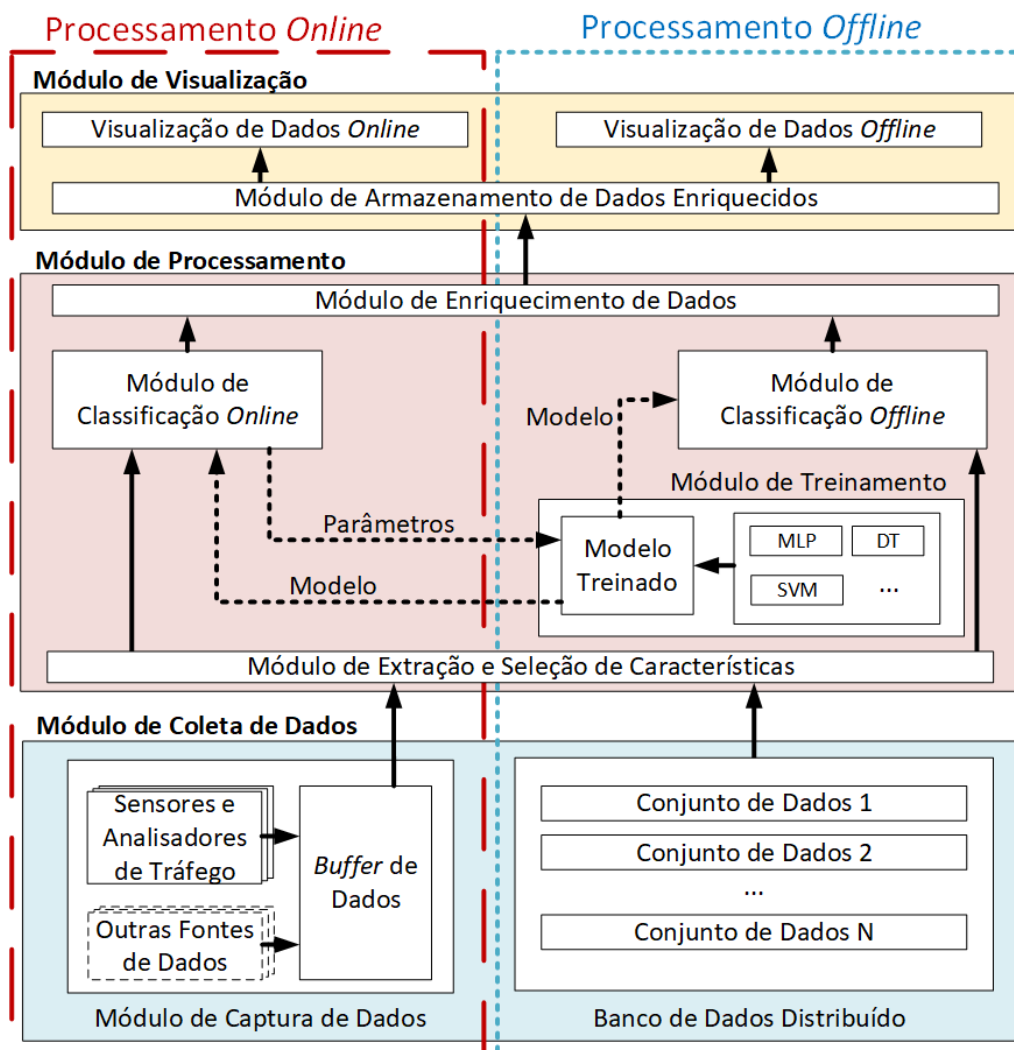 Processamento Online
Processamento Offline
Módulo de Visualização
Visualização de Dados Online
Visualização de Dados Offline
Módulo de Armazenamento de Dados Enriquecidos
Módulo de Processamento
Módulo de Enriquecimento de Dados
Módulo de
Classificação Online
Módulo de
Classificação Offline
Modelo
Módulo de Treinamento
Parâmetros
Modelo
Treinado
MLP
DT
SVM
...
Modelo
Módulo de Extração e Seleção de Características
Módulo de Coleta de Dados
Sensores e
Analisadores
de Tráfego
Outras Fontes
de Dados
Buffer de
Dados
Módulo de Captura de Dados
Conjunto de Dados 1
Conjunto de Dados 2
...
Conjunto de Dados N
Banco de Dados Distribuído